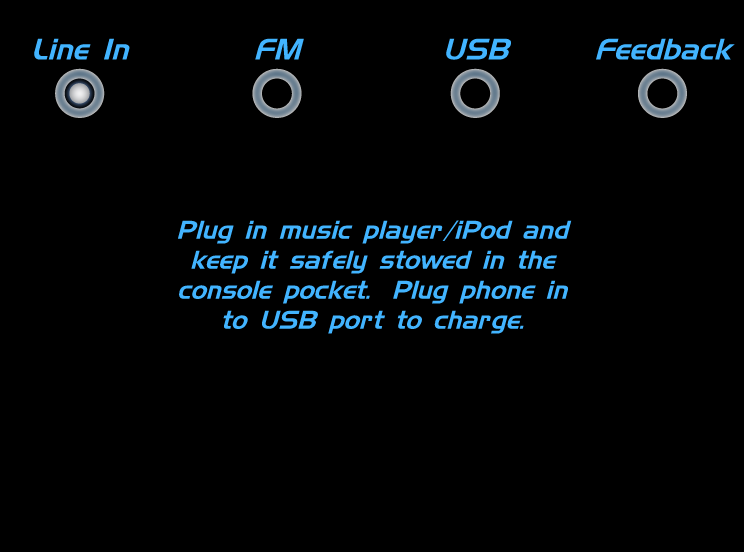 Line In FM USB Feedback
Plug in music player/iPod and
keep it safely stowed in the
console pocket. Plug phone in
to USB port to charge.